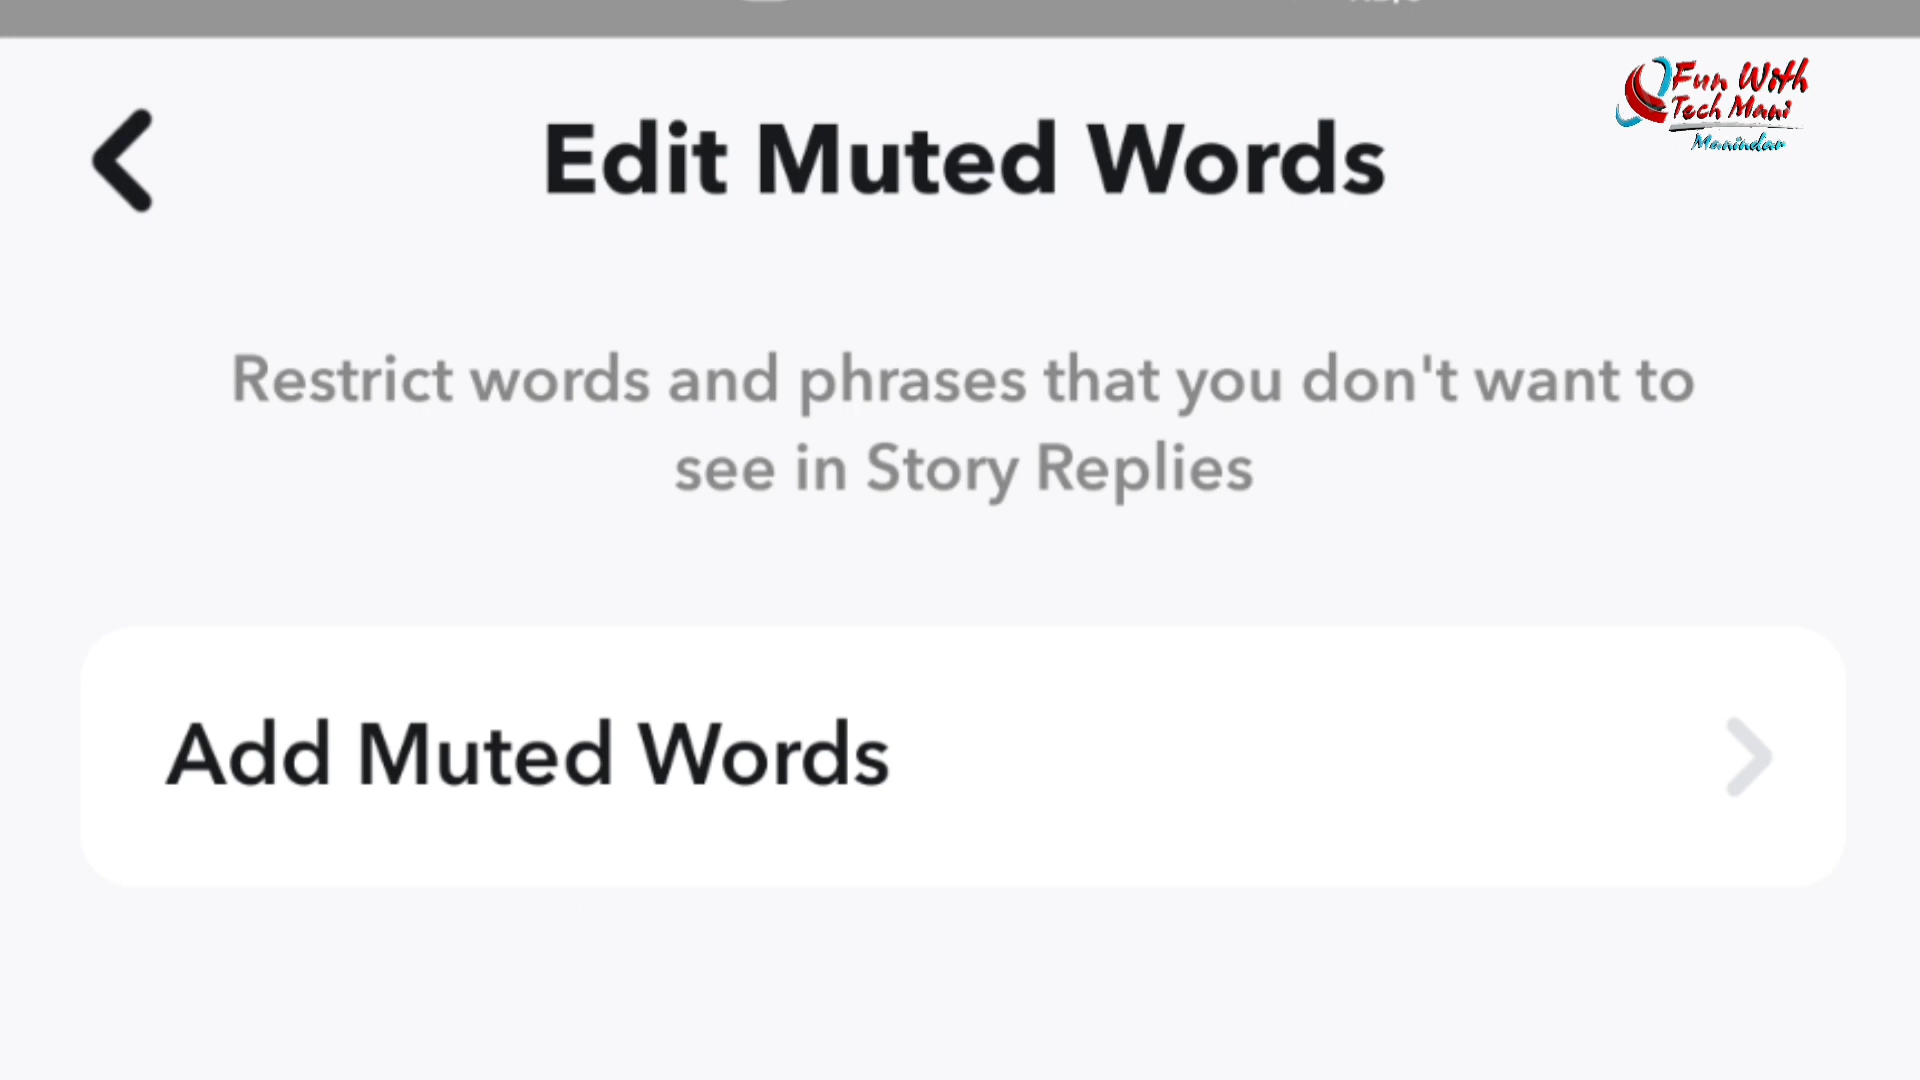 Edit Muted Words
Fun With
Tech Mani
Manindar
Restrict words and phrases that you don't want to
see in Story Replies
Add Muted Words